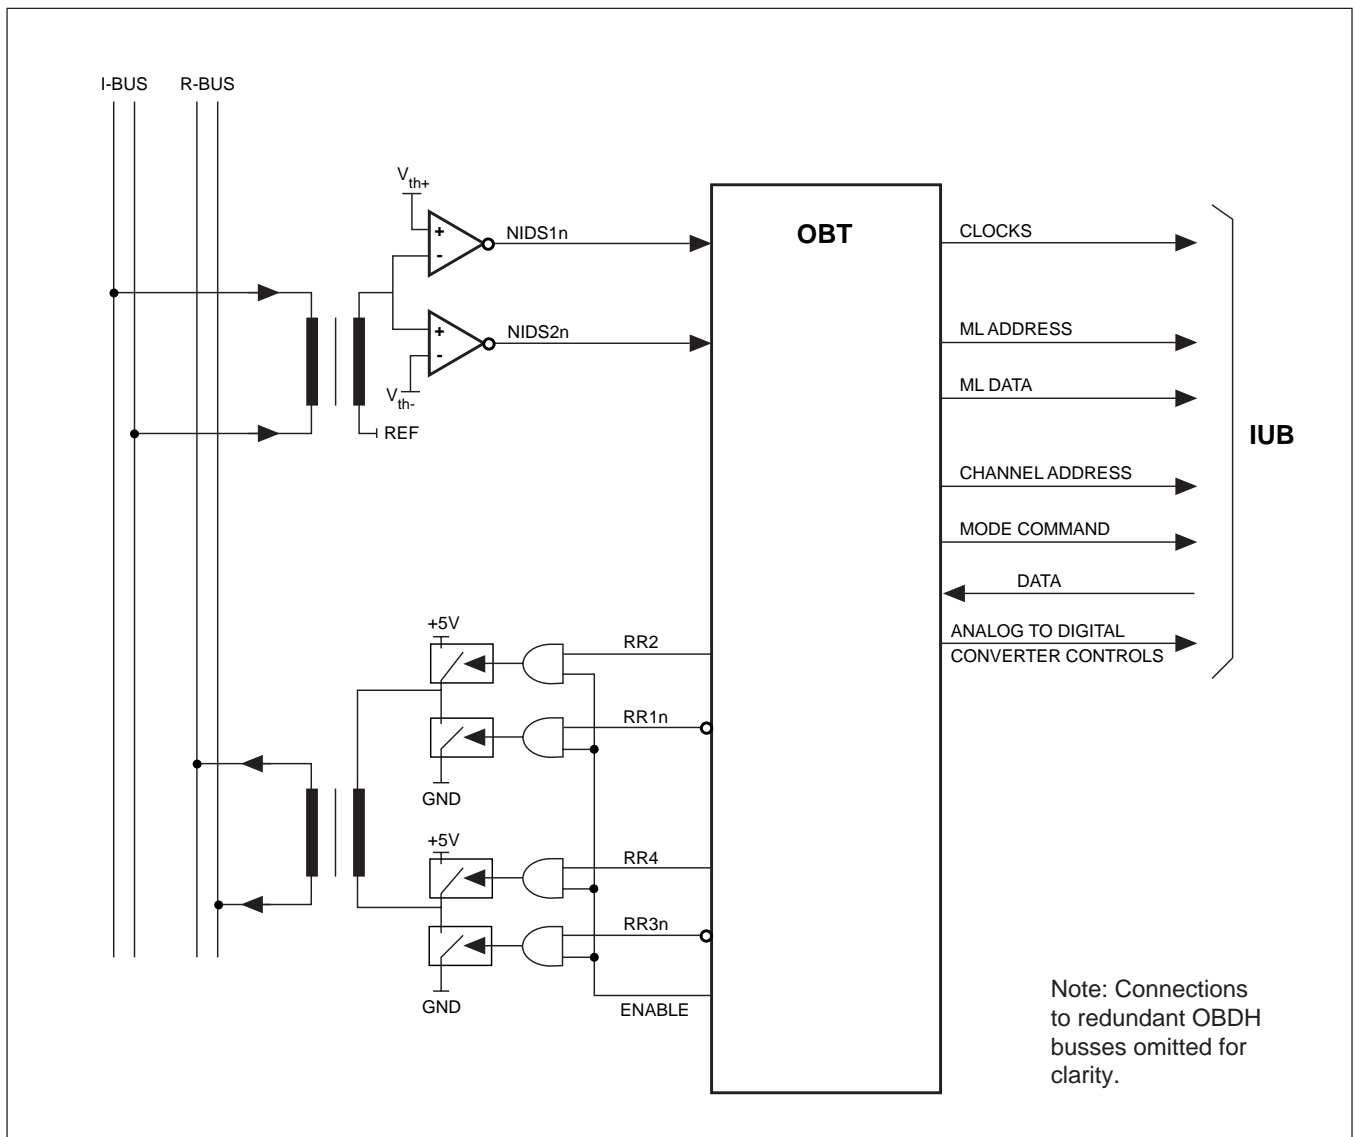 I-BUS R-BUS
Vth+
+
-
NIDS1n
+
-
NIDS2n
Vth-
REF
OBT
CLOCKS
ML ADDRESS
ML DATA
CHANNEL ADDRESS
MODE COMMAND
DATA
ANALOG TO DIGITAL
CONVERTER CONTROLS
IUB
+5V
RR2
RR1n
GND
+5V
RR4
RR3n
GND
ENABLE
Note: Connections
to redundant OBDH
busses omitted for
clarity.